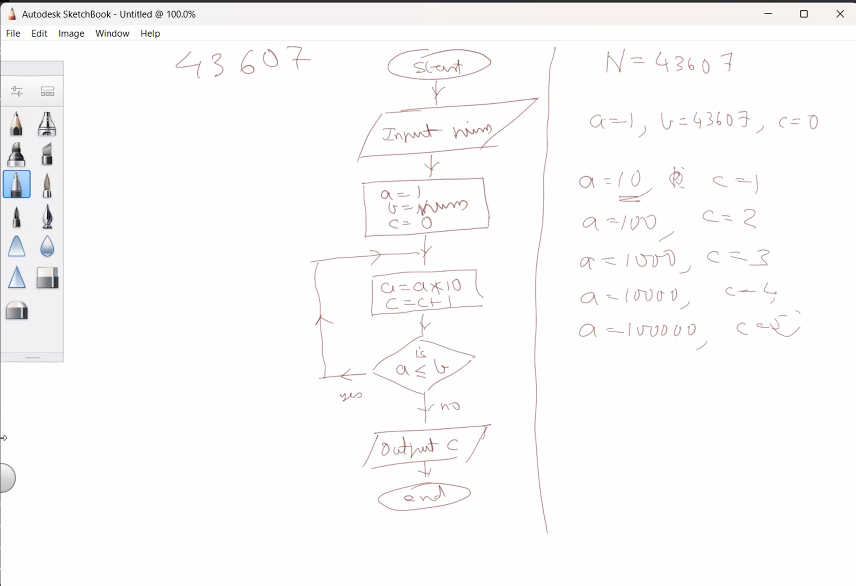 Autodesk SketchBook - Untitled @ 100.0%
File Edit Image Window Help
43607
Start
Input num
a=1
b=num
c=0
a=a*10
c=c+1
is
a ≤ b
yes
no
Output C
end
N=43607
a=1, b=43607, c=0
a=10, c=1
a=100, c=2
a=1000, c=3
a=10000, c=4
a=100000, c=5